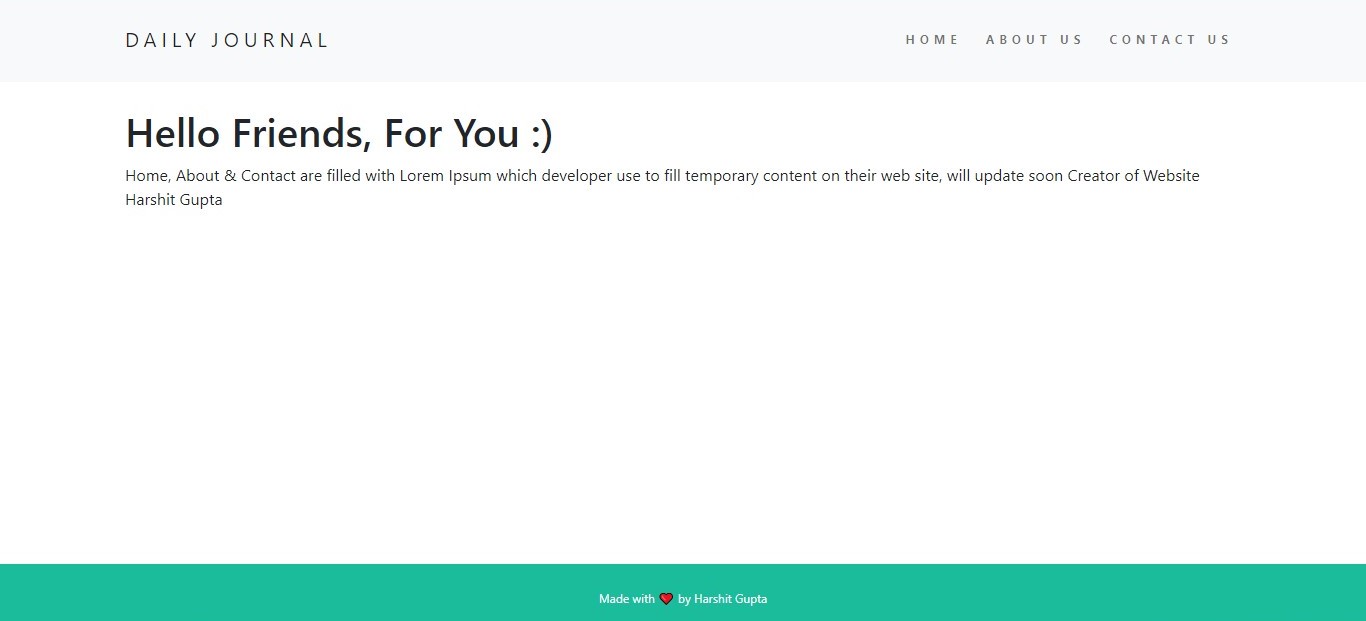 DAILY JOURNAL
HOME ABOUT US CONTACT US
Hello Friends, For You :)
Home, About & Contact are filled with Lorem Ipsum which developer use to fill temporary content on their web site, will update soon Creator of Website
Harshit Gupta
Made with ❤ by Harshit Gupta